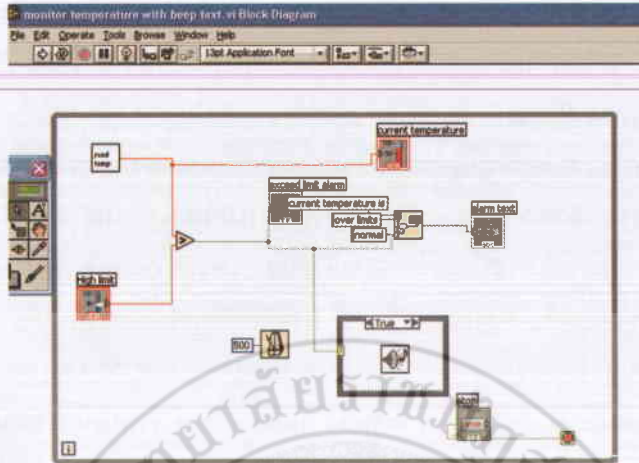 monitor temperature with beep text.vi Block Diagram
File Edit Operate Tools Browse Window Help
13pt Application Font
current temperature
read
temp
exceed limit alarm
current temperature is
over limits
normal
alarm text
High limit
True
500
stop
i